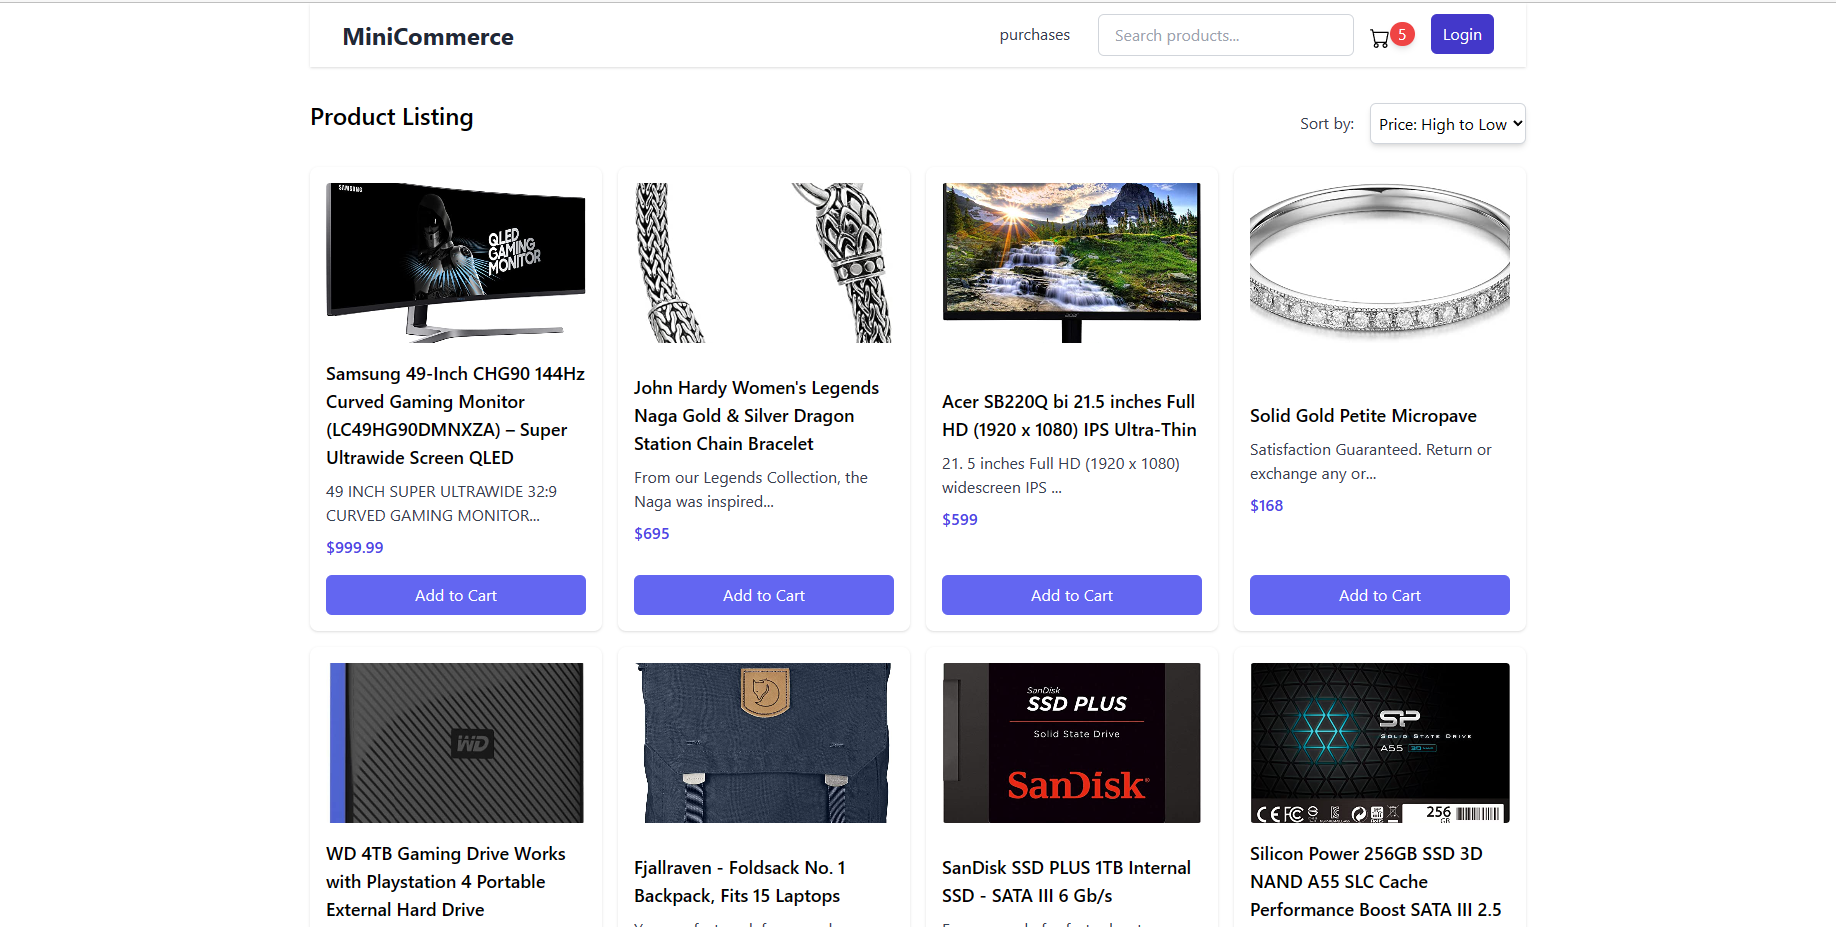 MiniCommerce
purchases
Search products...
5
Login
Product Listing
Sort by:
Price: High to Low
SAMSUNG
QLED
GAMING
MONITOR
Samsung 49-Inch CHG90 144Hz
Curved Gaming Monitor
(LC49HG90DMNXZA) – Super
Ultrawide Screen QLED
49 INCH SUPER ULTRAWIDE 32:9
CURVED GAMING MONITOR...
$999.99
Add to Cart
John Hardy Women's Legends
Naga Gold & Silver Dragon
Station Chain Bracelet
From our Legends Collection, the
Naga was inspired...
$695
Add to Cart
acer
Acer SB220Q bi 21.5 inches Full
HD (1920 x 1080) IPS Ultra-Thin
21. 5 inches Full HD (1920 x 1080)
widescreen IPS ...
$599
Add to Cart
Solid Gold Petite Micropave
Satisfaction Guaranteed. Return or
exchange any or...
$168
Add to Cart
WD
WD 4TB Gaming Drive Works
with Playstation 4 Portable
External Hard Drive
Fjallraven - Foldsack No. 1
Backpack, Fits 15 Laptops
SanDisk
SSD PLUS
Solid State Drive
SanDisk
SanDisk SSD PLUS 1TB Internal
SSD - SATA III 6 Gb/s
SP
SOLID STATE DRIVE
A55
256
GB
Silicon Power 256GB SSD 3D
NAND A55 SLC Cache
Performance Boost SATA III 2.5